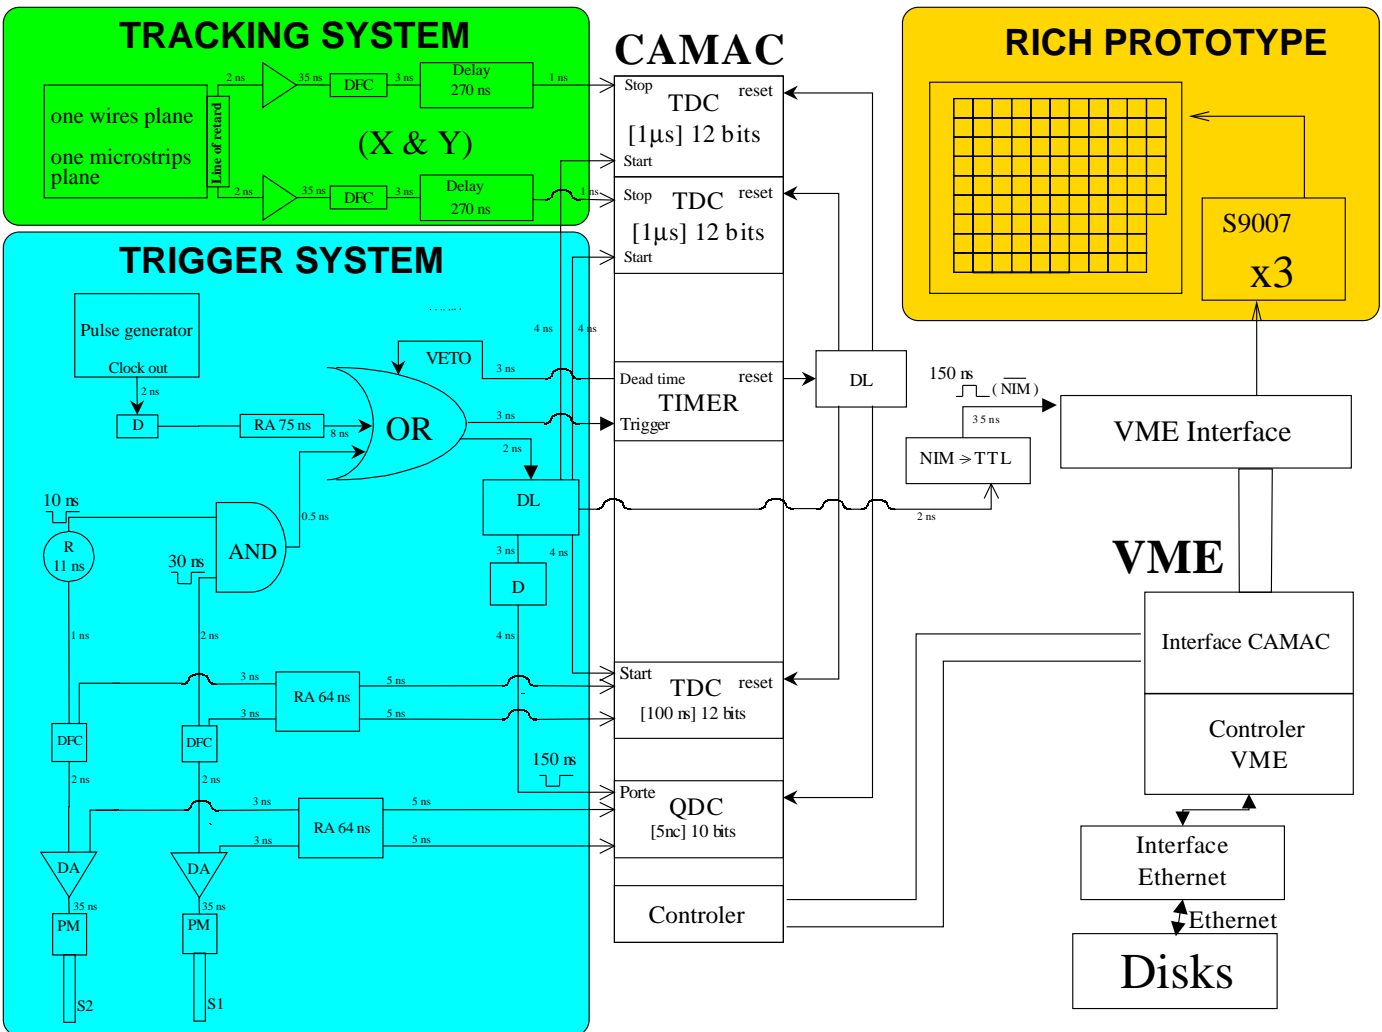 TRACKING SYSTEM
2 ns
35 ns
DFC
3 ns
Delay
270 ns
1 ns
one wires plane
one microstrips
plane
Line of retard
(X & Y)
2 ns
35 ns
DFC
3 ns
Delay
270 ns
1 ns
CAMAC
Stop
reset
TDC
[1µs] 12 bits
Start
Stop
reset
TDC
[1µs] 12 bits
Start
RICH PROTOTYPE
S9007
x3
TRIGGER SYSTEM
Pulse generator
Clock out
2 ns
D
RA 75 ns
8 ns
VETO
3 ns
4 ns
4 ns
OR
3 ns
2 ns
Dead time
reset
TIMER
Trigger
DL
150 ns
(NIM)
35 ns
NIM > TTL
2 ns
VME Interface
DL
10 ns
R
11 ns
0.5 ns
AND
30 ns
3 ns
4 ns
D
4 ns
1 ns
2 ns
VME
Interface CAMAC
Controler
VME
3 ns
RA 64 ns
5 ns
3 ns
5 ns
Start
reset
TDC
[100 ns] 12 bits
DFC
DFC
2 ns
2 ns
150 ns
Porte
QDC
[5nc] 10 bits
3 ns
RA 64 ns
5 ns
3 ns
5 ns
DA
DA
35 ns
35 ns
PM
PM
S2
S1
Controler
Interface
Ethernet
Ethernet
Disks